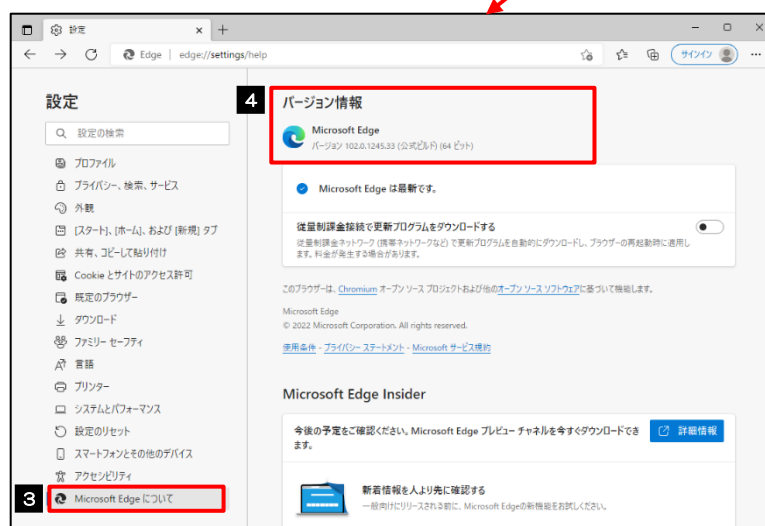 設定
Edge | edge://settings/help
サインイン
設定
設定の検索
プロファイル
プライバシー、検索、サービス
外観
[スタート]、[ホーム]、および [新規] タブ
共有、コピーして貼り付け
Cookie とサイトのアクセス許可
既定のブラウザー
ダウンロード
ファミリー セーフティ
言語
プリンター
システムとパフォーマンス
設定のリセット
スマートフォンとその他のデバイス
アクセシビリティ
3
Microsoft Edge について
4
バージョン情報
Microsoft Edge
バージョン 102.0.1245.33 (公式ビルド) (64 ビット)
Microsoft Edge は最新です。
従量制課金接続で更新プログラムをダウンロードする
従量制課金ネットワーク (携帯ネットワークなど) で更新プログラムを自動的にダウンロードし、ブラウザーの再起動時に適用し
ます。料金が発生する場合があります。
このブラウザーは、Chromium オープン ソース プロジェクトおよび他のオープン ソース ソフトウェアに基づいて機能します。
Microsoft Edge
© 2022 Microsoft Corporation. All rights reserved.
使用条件 - プライバシー ステートメント - Microsoft サービス規約
Microsoft Edge Insider
今後の予定をご確認ください。Microsoft Edge プレビュー チャネルを今すぐダウンロードでき
ます。
詳細情報
新着情報を人より先に確認する
一般向けにリリースされる前に、Microsoft Edgeの新機能をお試しください。